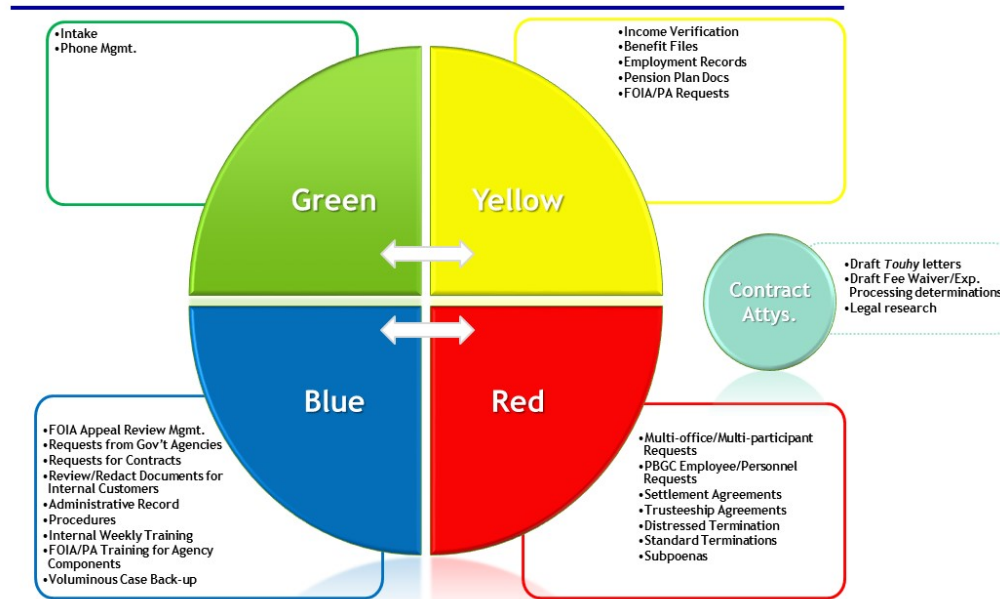 •Intake
•Phone Mgmt.
•Income Verification
•Benefit Files
•Employment Records
•Pension Plan Docs
•FOIA/PA Requests
Green
Yellow
Contract
Attys.
•Draft Touhy letters
•Draft Fee Waiver/Exp.
Processing determinations
•Legal research
Blue
Red
•FOIA Appeal Review Mgmt.
•Requests from Gov't Agencies
•Requests for Contracts
•Review/Redact Documents for
Internal Customers
•Administrative Record
•Procedures
•Internal Weekly Training
•FOIA/PA Training for Agency
Components
•Voluminous Case Back-up
•Multi-office/Multi-participant
Requests
•PBGC Employee/Personnel
Requests
•Settlement Agreements
•Trusteeship Agreements
•Distressed Termination
•Standard Terminations
•Subpoenas